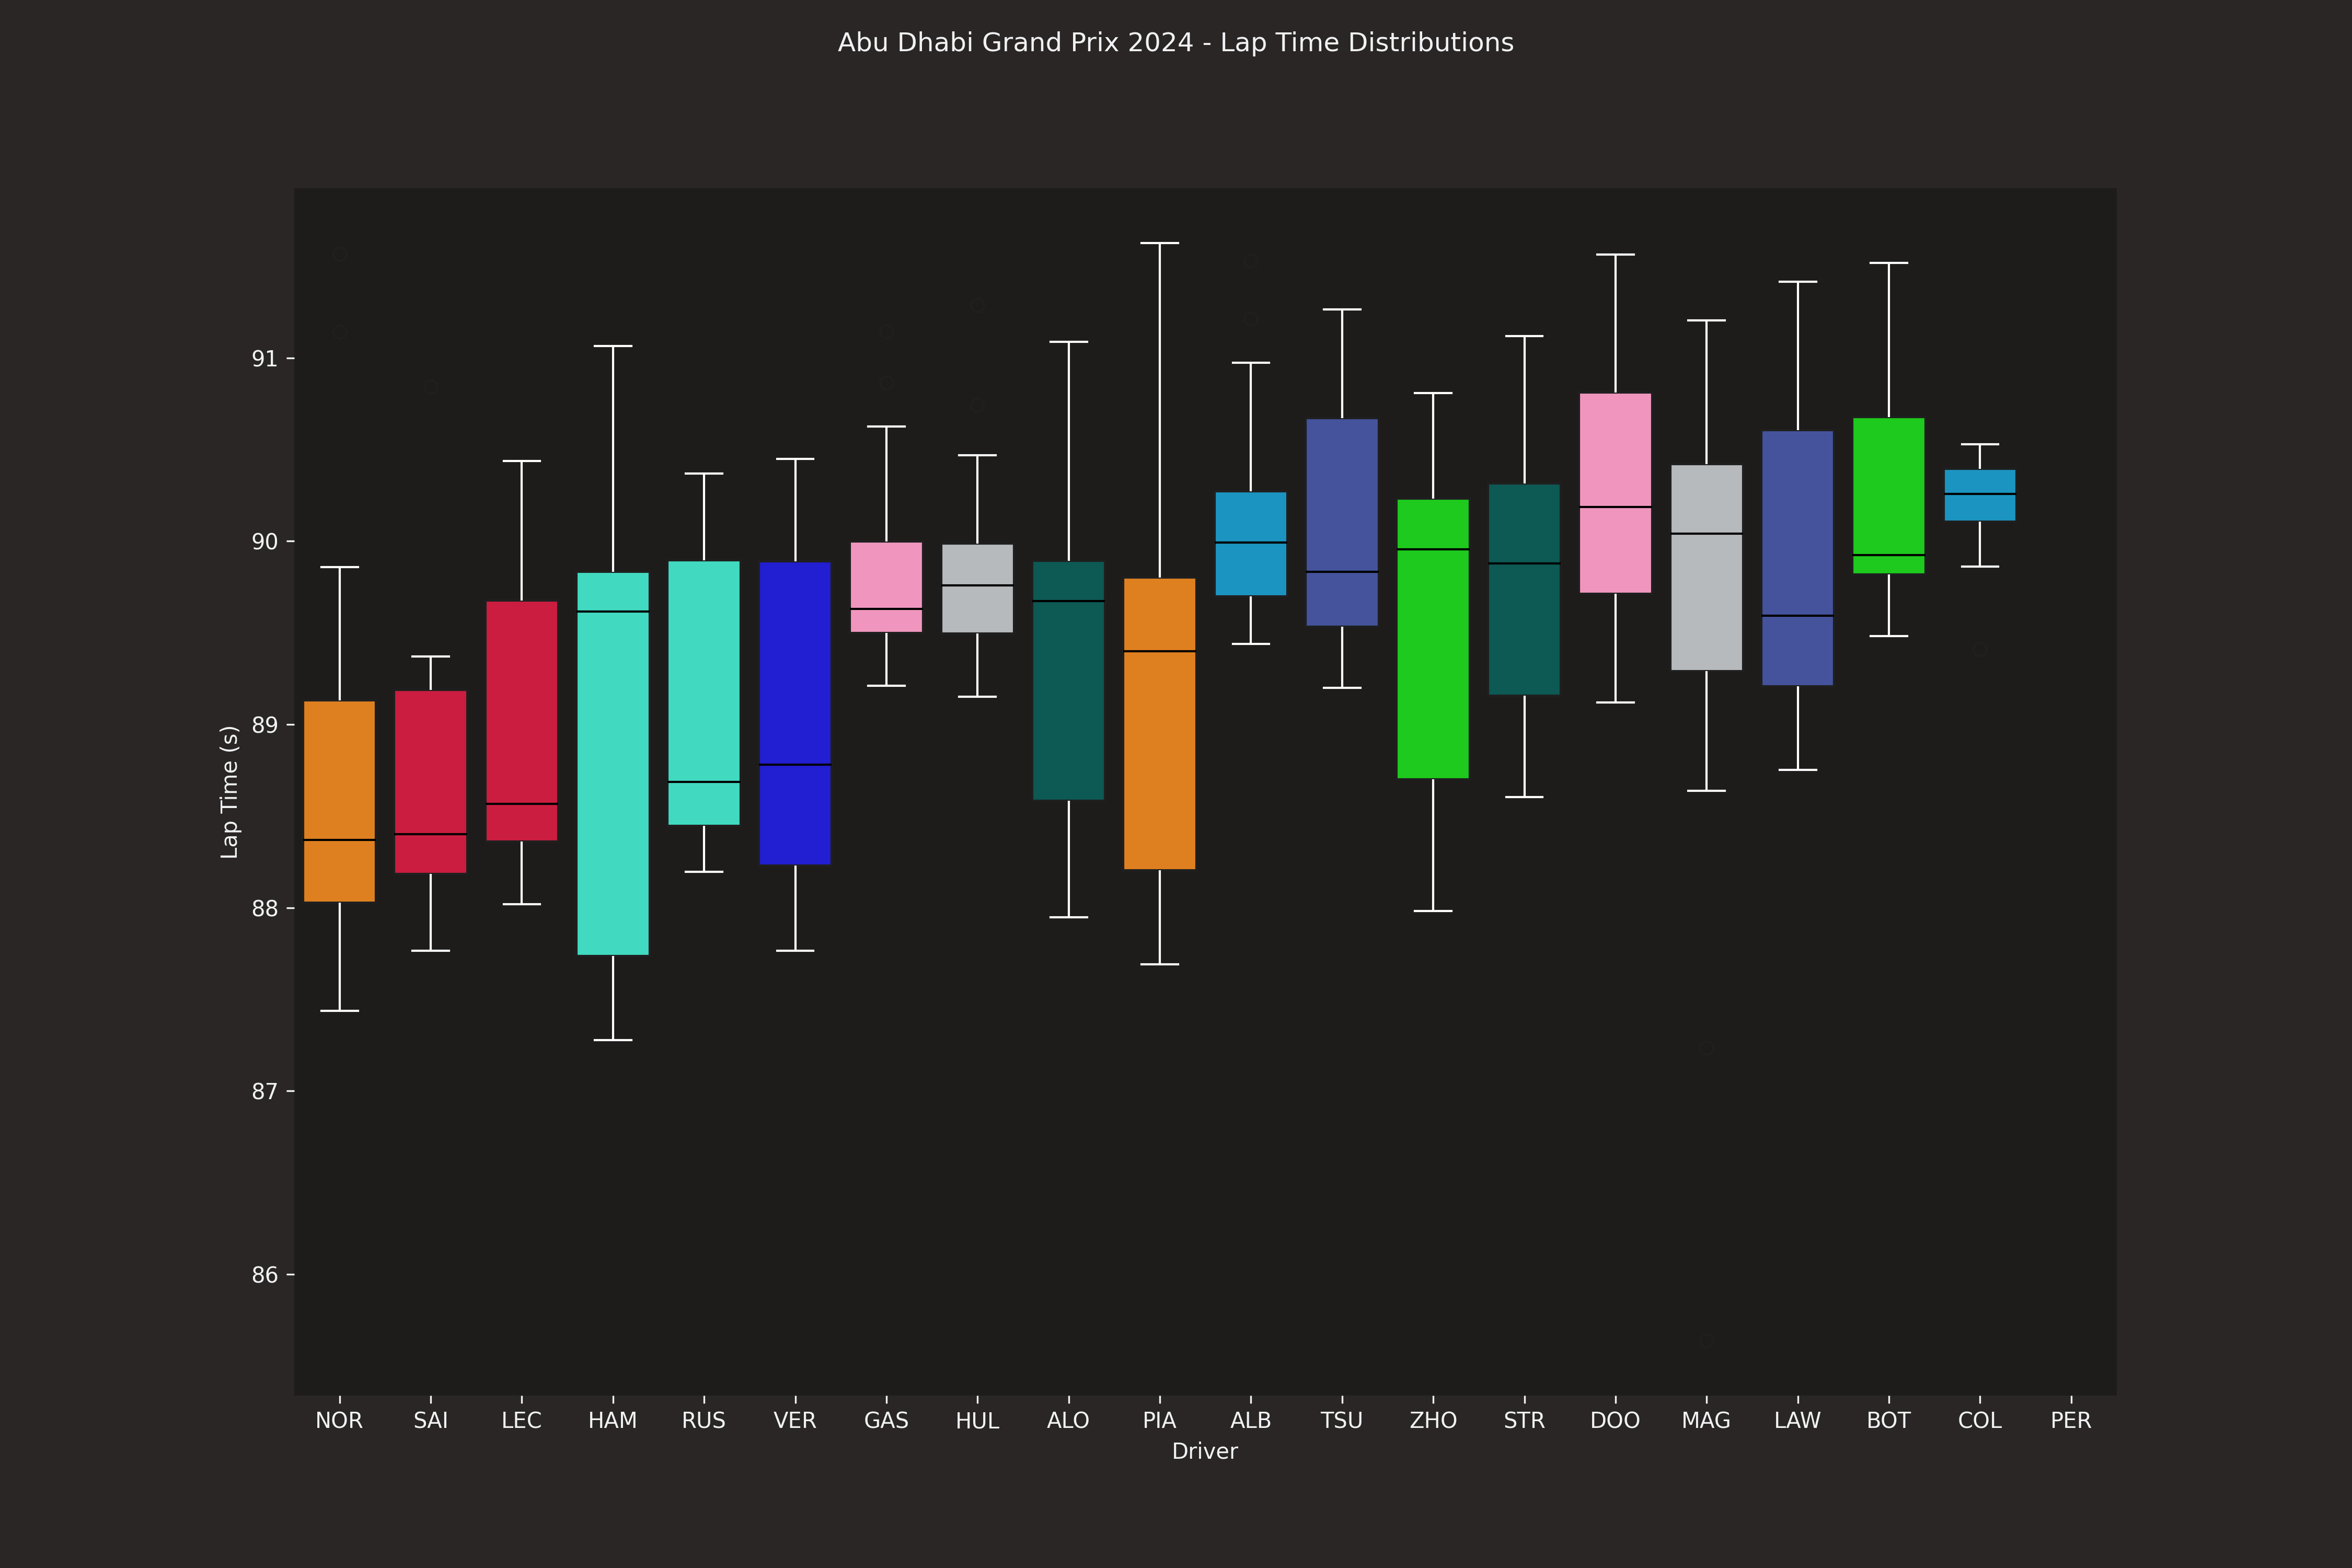 Abu Dhabi Grand Prix 2024 - Lap Time Distributions
Lap Time (s)
91
90
89
88
87
86
NOR SAI LEC HAM RUS VER GAS HUL ALO PIA ALB TSU ZHO STR DOO MAG LAW BOT COL PER
Driver